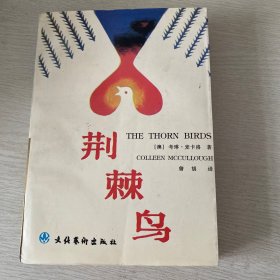 THE THORN BIRDS
[澳] 考琳·麦卡洛 著
COLLEEN MCCULLOUGH
曾胡 译
荆棘鸟
文化艺术出版社